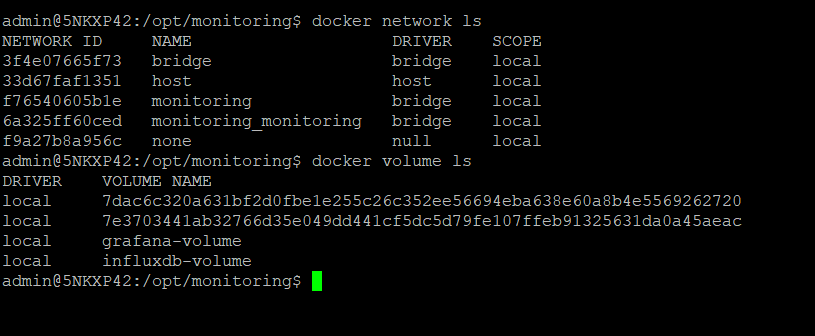 admin@5NKXP42:/opt/monitoring$ docker network ls
NETWORK ID     NAME                    DRIVER    SCOPE
3f4e07665f73   bridge                  bridge    local
33d67faf1351   host                    host      local
f76540605b1e   monitoring              bridge    local
6a325ff60ced   monitoring_monitoring   bridge    local
f9a27b8a956c   none                    null      local
admin@5NKXP42:/opt/monitoring$ docker volume ls
DRIVER    VOLUME NAME
local     7dac6c320a631bf2d0fbe1e255c26c352ee56694eba638e60a8b4e5569262720
local     7e3703441ab32766d35e049dd441cf5dc5d79fe107ffeb91325631da0a45aeac
local     grafana-volume
local     influxdb-volume
admin@5NKXP42:/opt/monitoring$